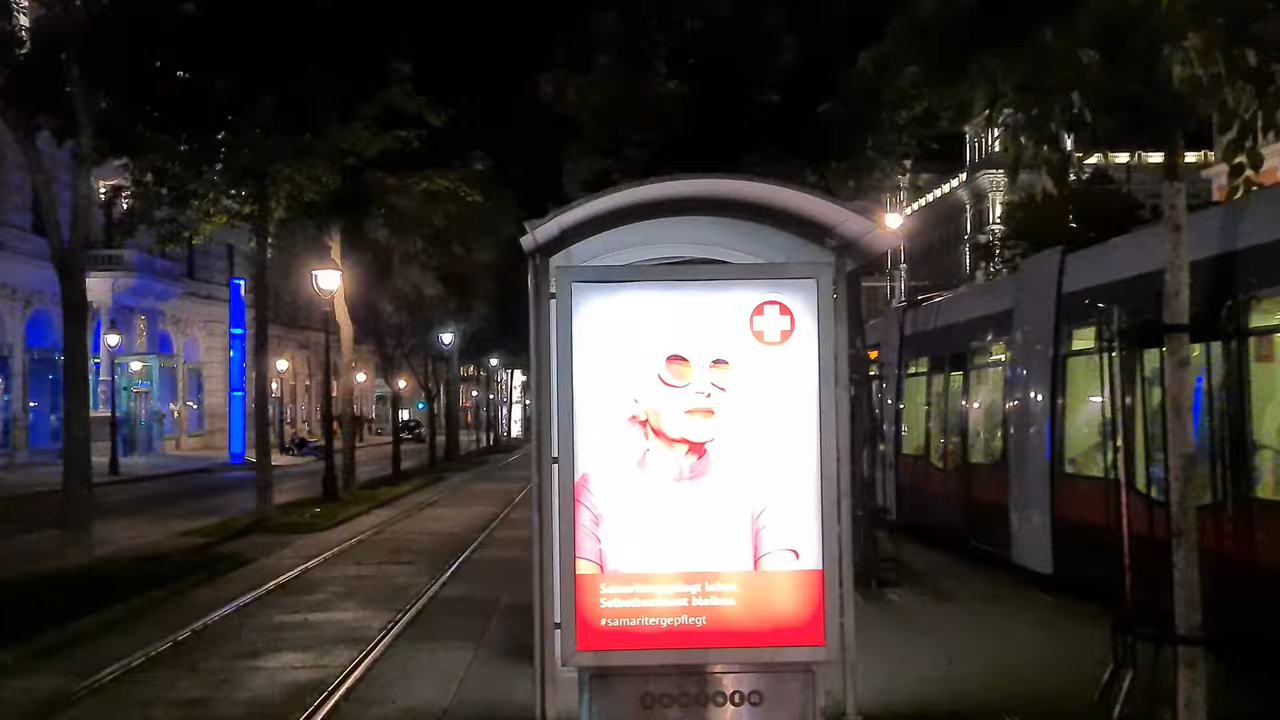 Samaritergepflegt leben.
Selbstbestimmt bleiben.
#samaritergepflegt